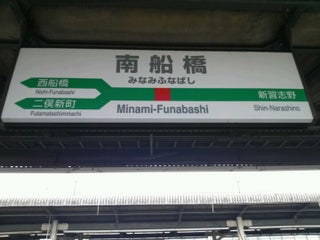 南船橋
みなみふなばし
西船橋
Nishi-Funabashi
二俣新町
Futamatashimmachi
Minami-Funabashi
新習志野
Shin-Narashino